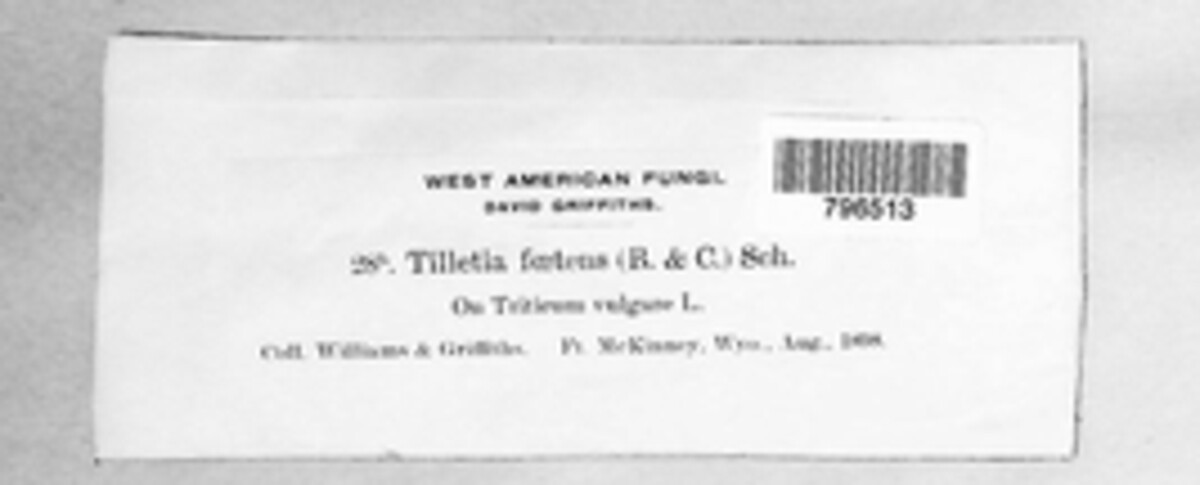 WEST AMERICAN FUNGI.
DAVID GRIFFITHS.
796513
28ᵇ. Tilletia fœtens (B. & C.) Sch.
On Triticum vulgare L.
Coll. Williams & Griffiths. Ft. McKinney, Wyo., Aug., 1898.